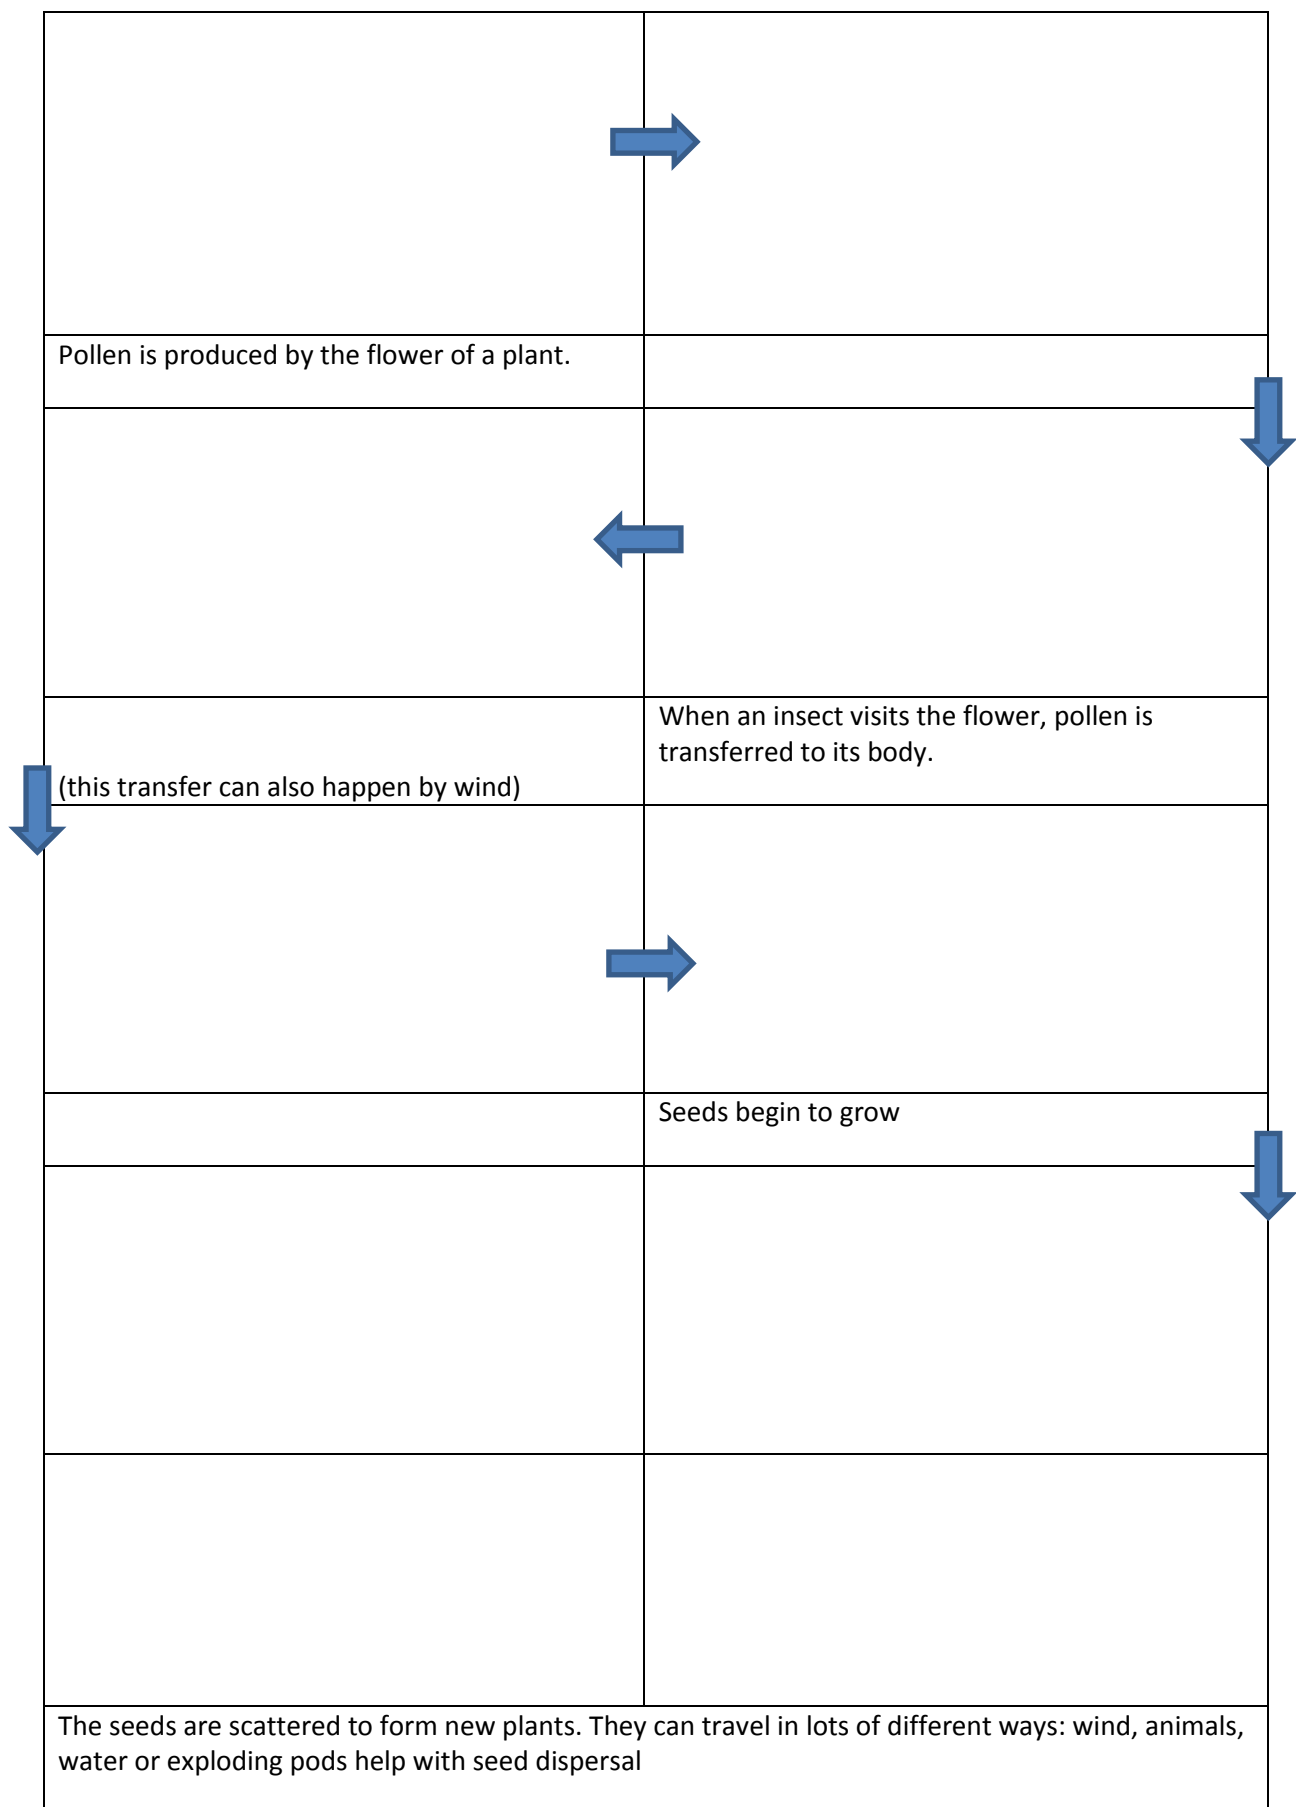 Pollen is produced by the flower of a plant.
When an insect visits the flower, pollen is
transferred to its body.
(this transfer can also happen by wind)
Seeds begin to grow
The seeds are scattered to form new plants. They can travel in lots of different ways: wind, animals,
water or exploding pods help with seed dispersal